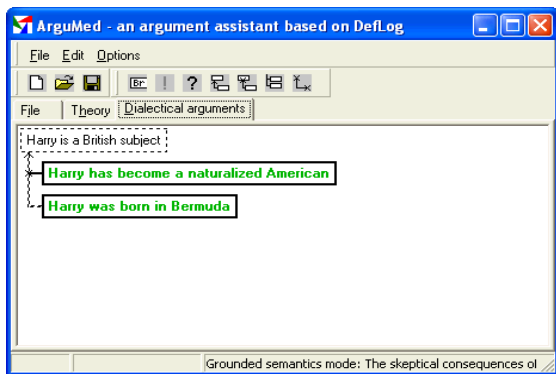 ArguMed - an argument assistant based on DefLog
File Edit Options
Br ! ?
File Theory Dialectical arguments
Harry is a British subject
Harry has become a naturalized American
Harry was born in Bermuda
Grounded semantics mode: The skeptical consequences of